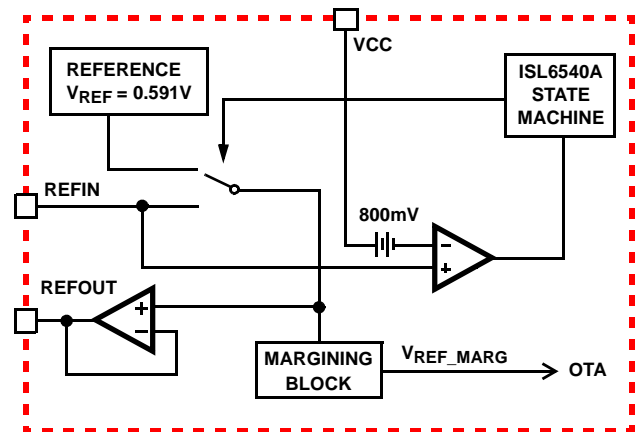 VCC
REFERENCE
VREF = 0.591V
ISL6540A
STATE
MACHINE
REFIN
800mV
-
+
REFOUT
+
-
MARGINING
BLOCK
VREF_MARG
OTA